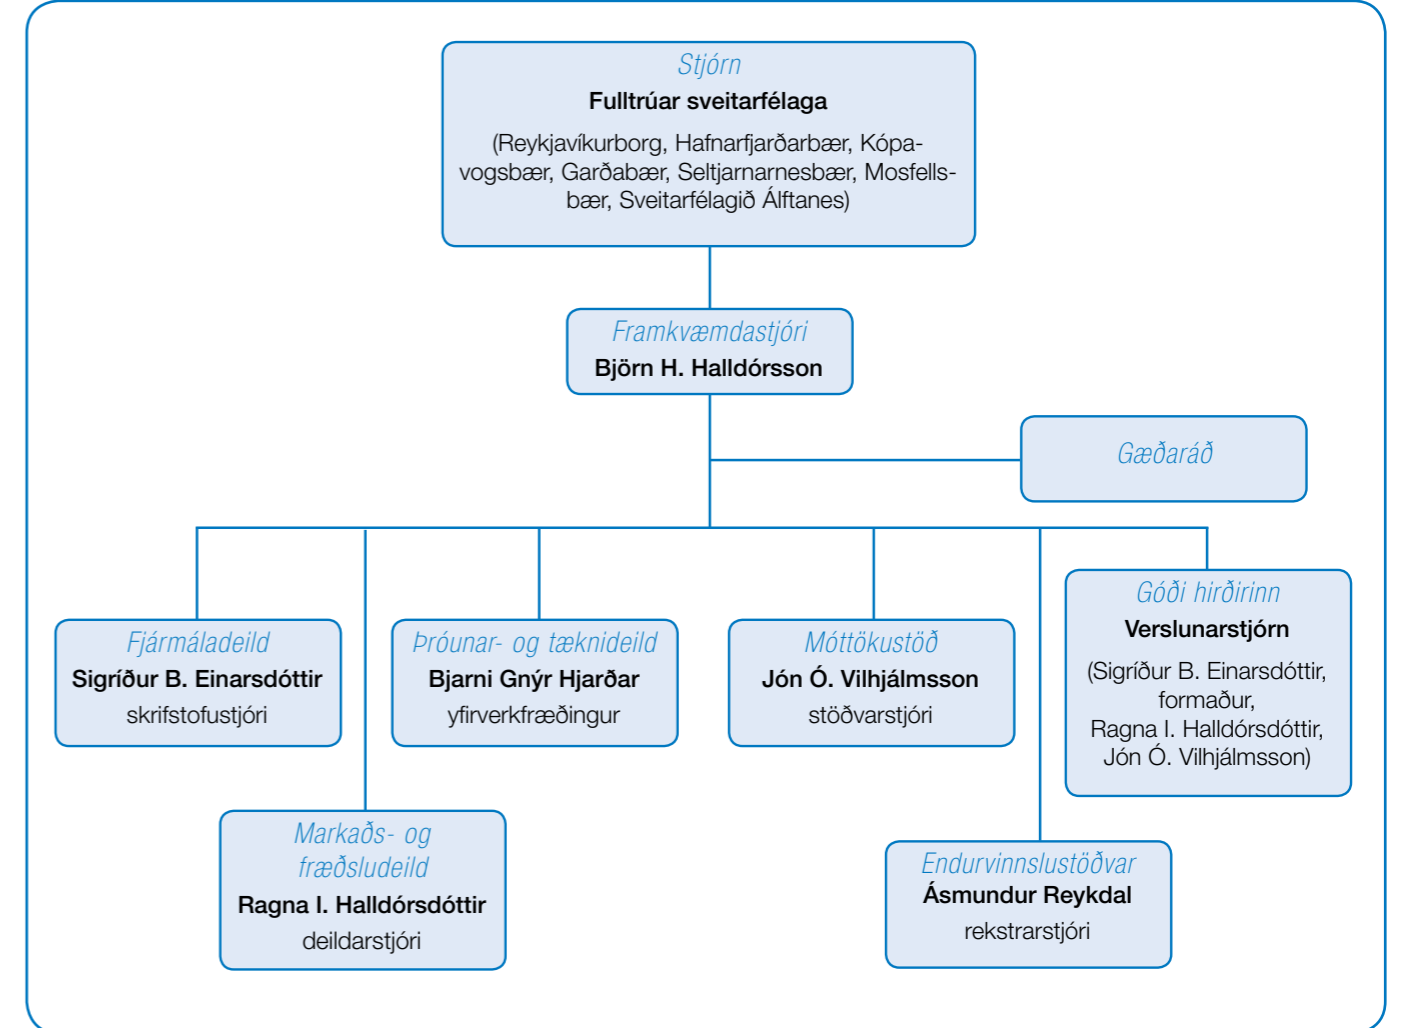 Stjórn
Fulltrúar sveitarfélaga
(Reykjavíkurborg, Hafnarfjarðarbær, Kópa-
vogsbær, Garðabær, Seltjarnarnesbær, Mosfells-
bær, Sveitarfélagið Álftanes)
Framkvæmdastjóri
Björn H. Halldórsson
Gæðaráð
Fjármáladeild
Sigríður B. Einarsdóttir
skrifstofustjóri
Þróunar- og tæknideild
Bjarni Gnýr Hjarðar
yfirverkfræðingur
Móttökustöð
Jón Ó. Vilhjálmsson
stöðvarstjóri
Góði hirðirinn
Verslunarstjórn
(Sigríður B. Einarsdóttir,
formaður,
Ragna I. Halldórsdóttir,
Jón Ó. Vilhjálmsson)
Markaðs- og
fræðsludeild
Ragna I. Halldórsdóttir
deildarstjóri
Endurvinnslustöðvar
Ásmundur Reykdal
rekstrarstjóri